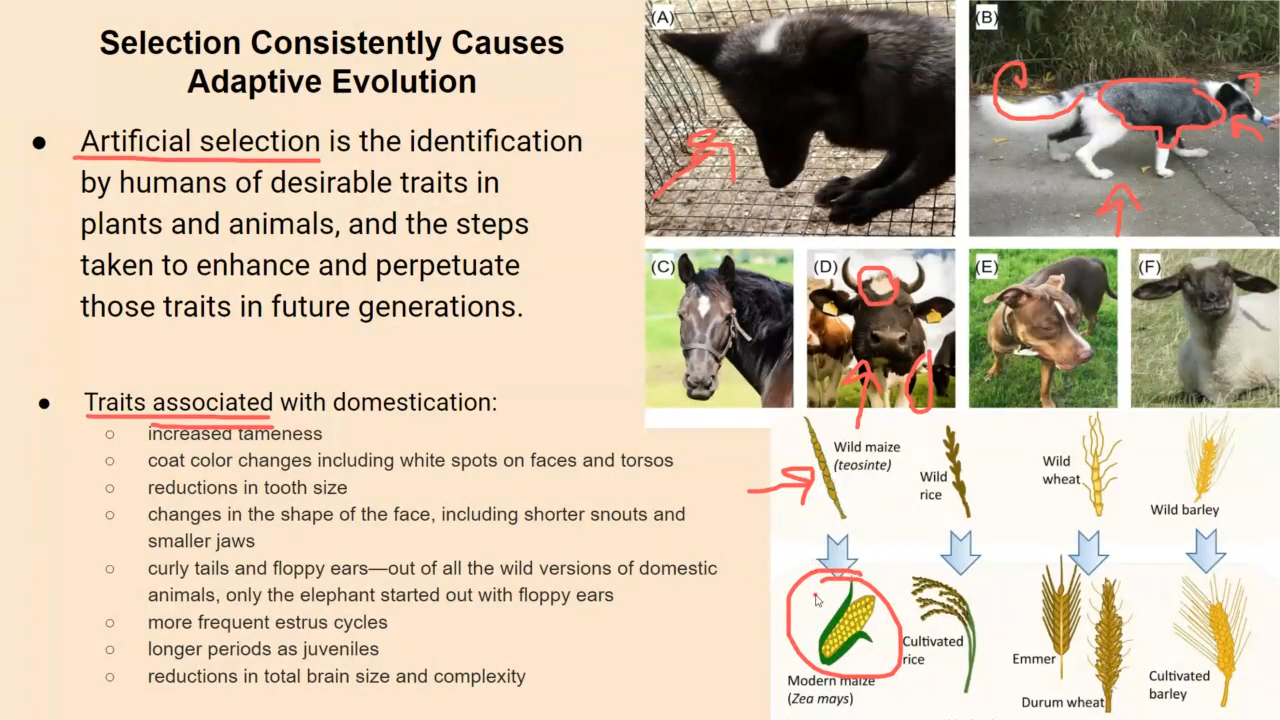 Selection Consistently Causes
Adaptive Evolution
● Artificial selection is the identification
by humans of desirable traits in
plants and animals, and the steps
taken to enhance and perpetuate
those traits in future generations.
● Traits associated with domestication:
○ increased tameness
○ coat color changes including white spots on faces and torsos
○ reductions in tooth size
○ changes in the shape of the face, including shorter snouts and
smaller jaws
○ curly tails and floppy ears—out of all the wild versions of domestic
animals, only the elephant started out with floppy ears
○ more frequent estrus cycles
○ longer periods as juveniles
○ reductions in total brain size and complexity
(A)
(B)
(C)
(D)
(E)
(F)
Wild maize
(teosinte)
Wild
rice
Wild
wheat
Wild barley
Modern maize
(Zea mays)
Cultivated
rice
Emmer
Durum wheat
Cultivated
barley